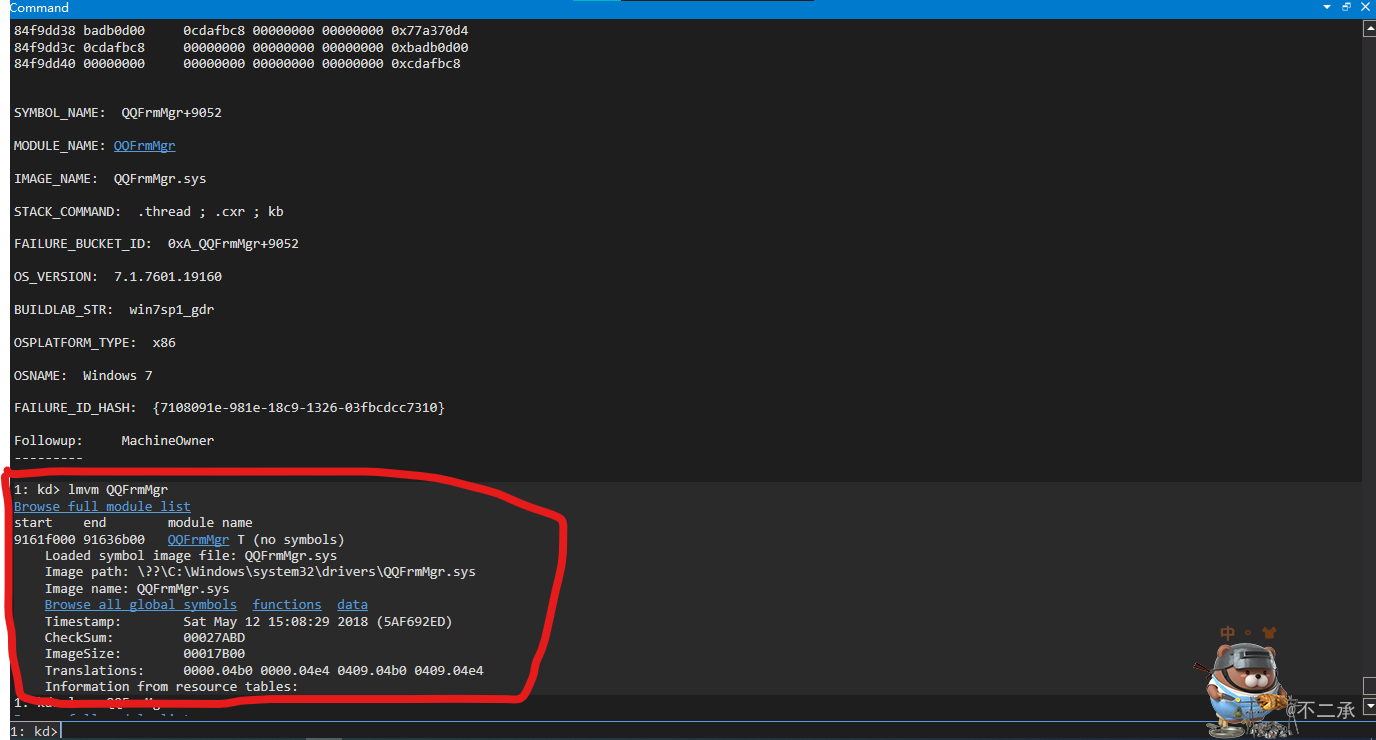 Command
84f9dd38 badb0d00     0cdafbc8 00000000 00000000 0x77a370d4
84f9dd3c 0cdafbc8     00000000 00000000 00000000 0xbadb0d00
84f9dd40 00000000     00000000 00000000 00000000 0xcdafbc8
SYMBOL_NAME:  QQFrmMgr+9052
MODULE_NAME: QQFrmMgr
IMAGE_NAME:  QQFrmMgr.sys
STACK_COMMAND:  .thread ; .cxr ; kb
FAILURE_BUCKET_ID:  0xA_QQFrmMgr+9052
OS_VERSION:  7.1.7601.19160
BUILDLAB_STR:  win7sp1_gdr
OSPLATFORM_TYPE:  x86
OSNAME:  Windows 7
FAILURE_ID_HASH:  {7108091e-981e-18c9-1326-03fbcdcc7310}
Followup:     MachineOwner
---------
1: kd> lmvm QQFrmMgr
Browse full module list
start    end        module name
9161f000 91636b00   QQFrmMgr T (no symbols)
    Loaded symbol image file: QQFrmMgr.sys
    Image path: \??\C:\Windows\system32\drivers\QQFrmMgr.sys
    Image name: QQFrmMgr.sys
    Browse all global symbols  functions  data
    Timestamp:        Sat May 12 15:08:29 2018 (5AF692ED)
    CheckSum:         00027ABD
    ImageSize:        00017B00
    Translations:     0000.04b0 0000.04e4 0409.04b0 0409.04e4
    Information from resource tables:
1: kd>
1: kd>
中
@不二承